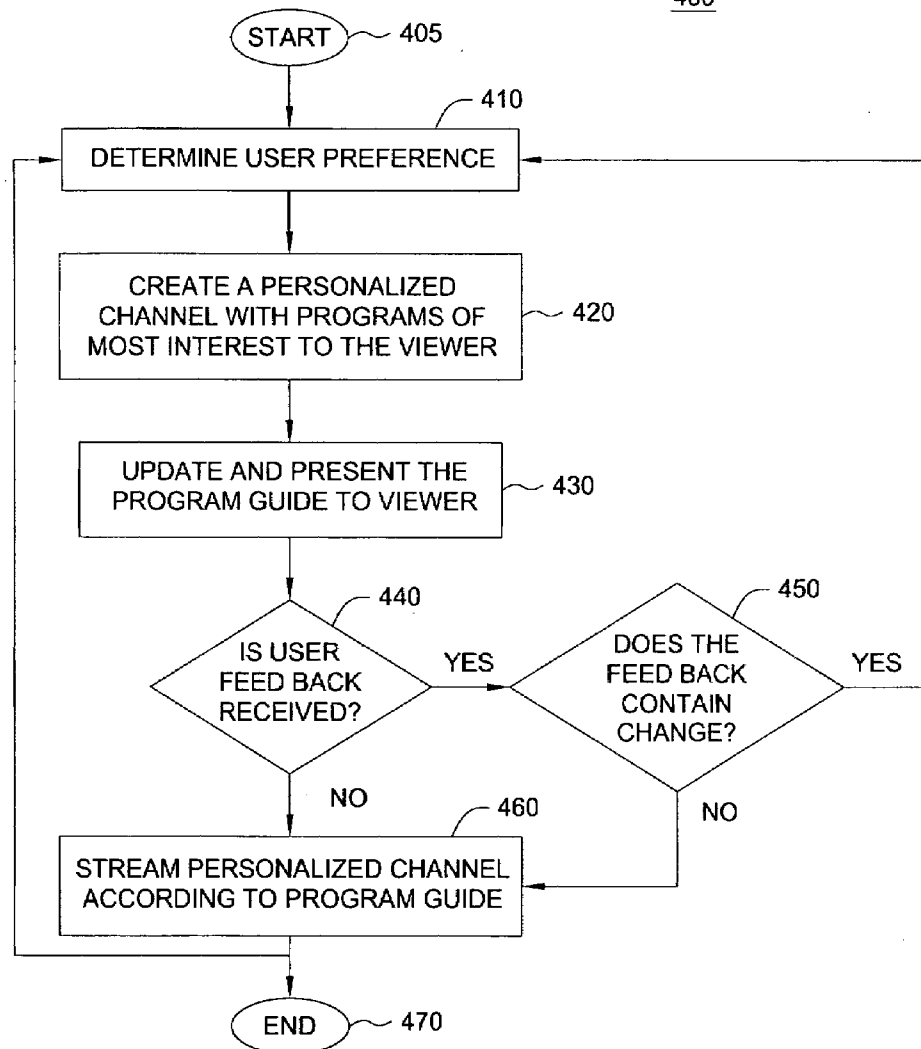 START
405
410
DETERMINE USER PREFERENCE
CREATE A PERSONALIZED
CHANNEL WITH PROGRAMS OF
MOST INTEREST TO THE VIEWER
420
UPDATE AND PRESENT THE
PROGRAM GUIDE TO VIEWER
430
440
IS USER
FEED BACK
RECEIVED?
YES
450
DOES THE
FEED BACK
CONTAIN
CHANGE?
YES
NO
NO
460
STREAM PERSONALIZED CHANNEL
ACCORDING TO PROGRAM GUIDE
END
470